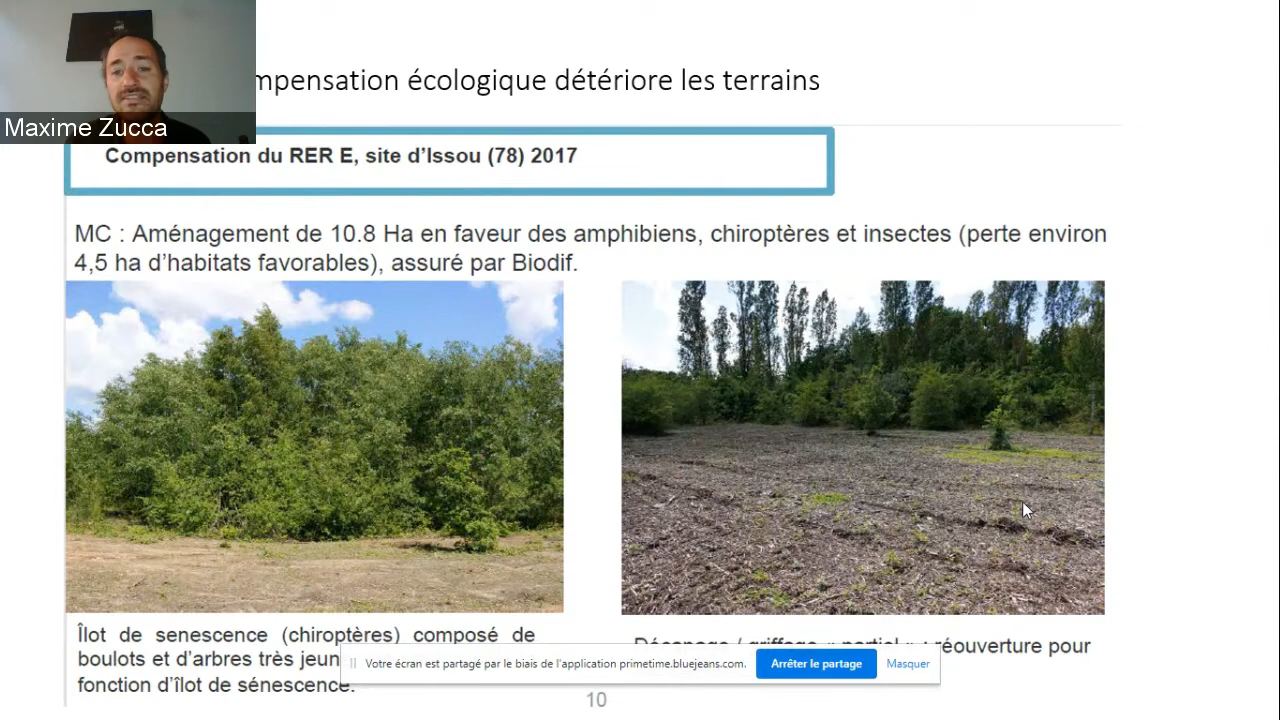 mpensation écologique détériore les terrains
Maxime Zucca
Compensation du RER E, site d'Issou (78) 2017
MC : Aménagement de 10.8 Ha en faveur des amphibiens, chiroptères et insectes (perte environ
4,5 ha d'habitats favorables), assuré par Biodif.
Îlot de senescence (chiroptères) composé de
boulots et d'arbres très jeun
fonction d'îlot de sénescence.
Décapage / griffage « partiel » : réouverture pour
Votre écran est partagé par le biais de l'application primetime.bluejeans.com.
Arrêter le partage
Masquer
10